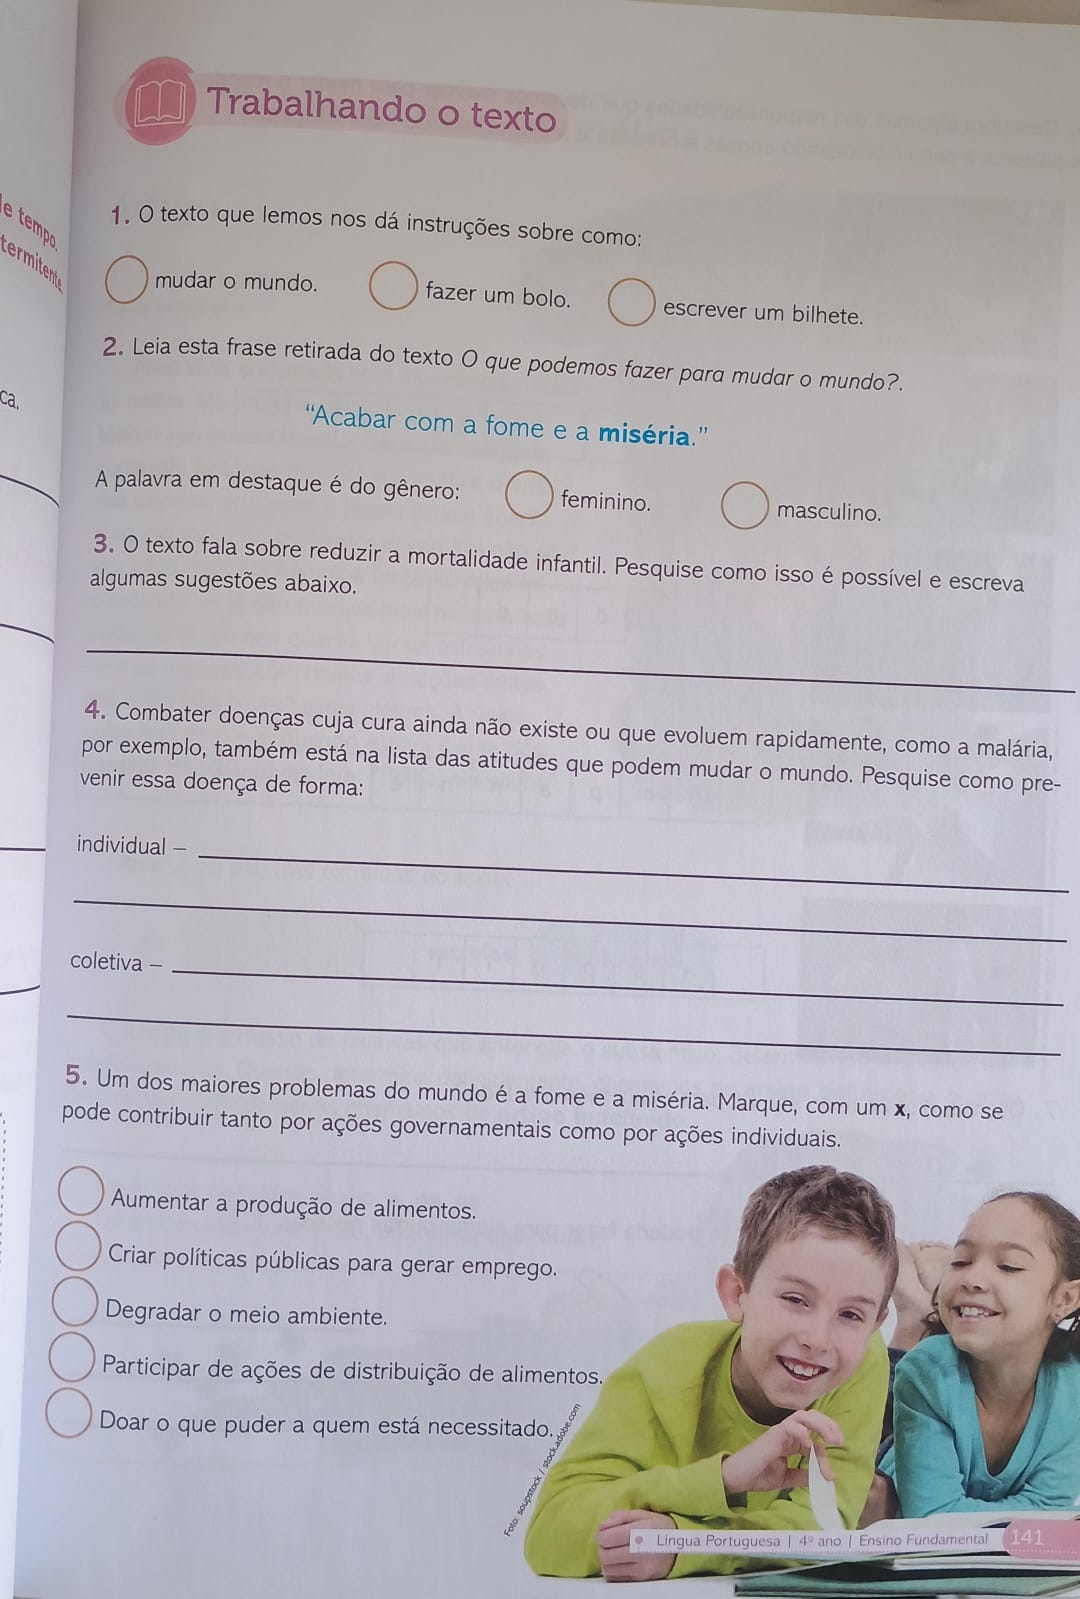 Trabalhando o texto
e tempo.
termitente
ca.
1. O texto que lemos nos dá instruções sobre como:
mudar o mundo. fazer um bolo. escrever um bilhete.
2. Leia esta frase retirada do texto O que podemos fazer para mudar o mundo?.
“Acabar com a fome e a miséria.”
A palavra em destaque é do gênero: feminino. masculino.
3. O texto fala sobre reduzir a mortalidade infantil. Pesquise como isso é possível e escreva
algumas sugestões abaixo.
4. Combater doenças cuja cura ainda não existe ou que evoluem rapidamente, como a malária,
por exemplo, também está na lista das atitudes que podem mudar o mundo. Pesquise como pre-
venir essa doença de forma:
individual –
coletiva –
5. Um dos maiores problemas do mundo é a fome e a miséria. Marque, com um x, como se
pode contribuir tanto por ações governamentais como por ações individuais.
Aumentar a produção de alimentos.
Criar políticas públicas para gerar emprego.
Degradar o meio ambiente.
Participar de ações de distribuição de alimentos.
Doar o que puder a quem está necessitado.
Foto: soupstock / stock.adobe.com
Língua Portuguesa | 4º ano | Ensino Fundamental 141